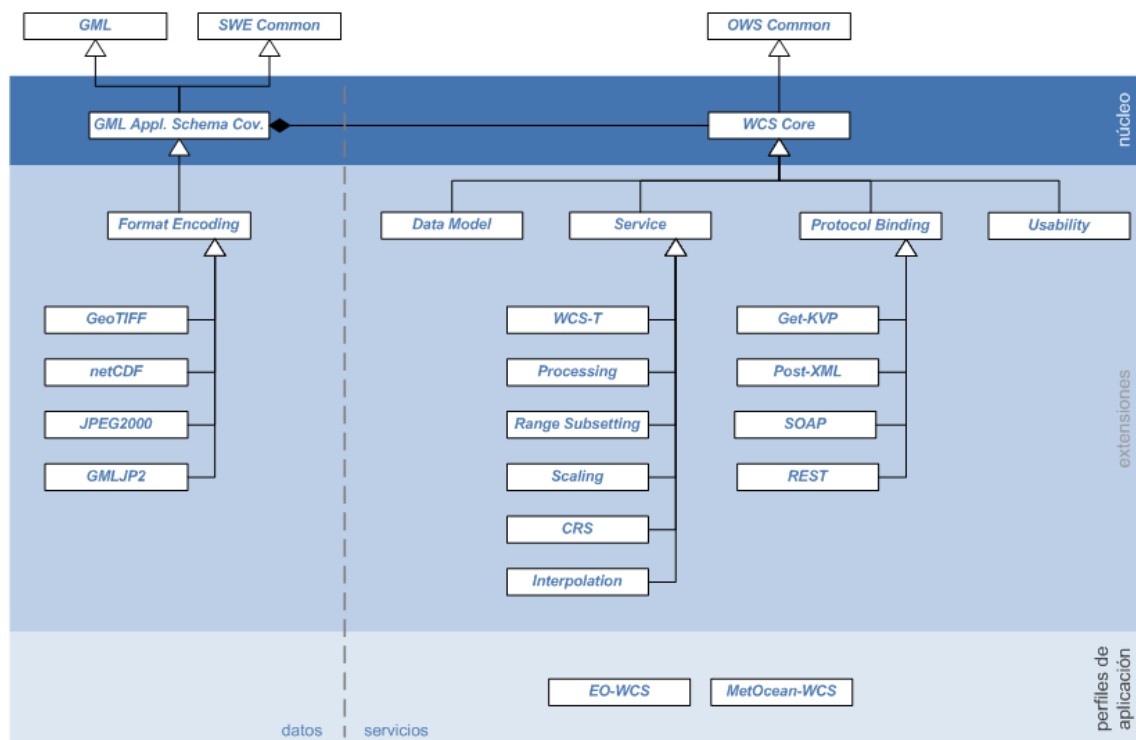 GML
SWE Common
OWS Common
GML Appl. Schema Cov.
WCS Core
núcleo
Format Encoding
Data Model
Service
Protocol Binding
Usability
GeoTIFF
WCS-T
Get-KVP
netCDF
Processing
Post-XML
JPEG2000
Range Subsetting
SOAP
GMLJP2
Scaling
REST
CRS
Interpolation
extensiones
EO-WCS
MetOcean-WCS
perfiles de
aplicación
datos
servicios